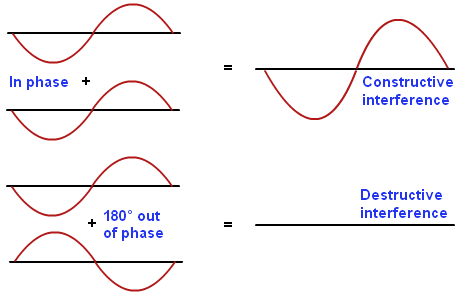 In phase +
=
Constructive
interference
+ 180° out
of phase
=
Destructive
interference